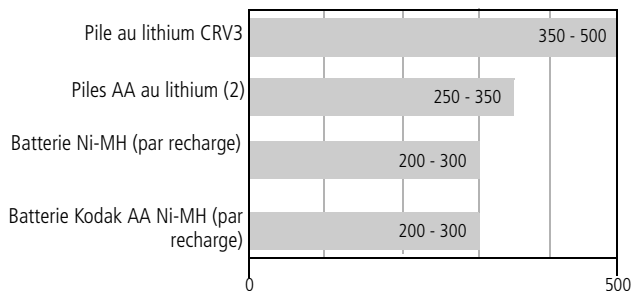 Pile au lithium CRV3
350 - 500
Piles AA au lithium (2)
250 - 350
Batterie Ni-MH (par recharge)
200 - 300
Batterie Kodak AA Ni-MH (par
recharge)
200 - 300
0
500